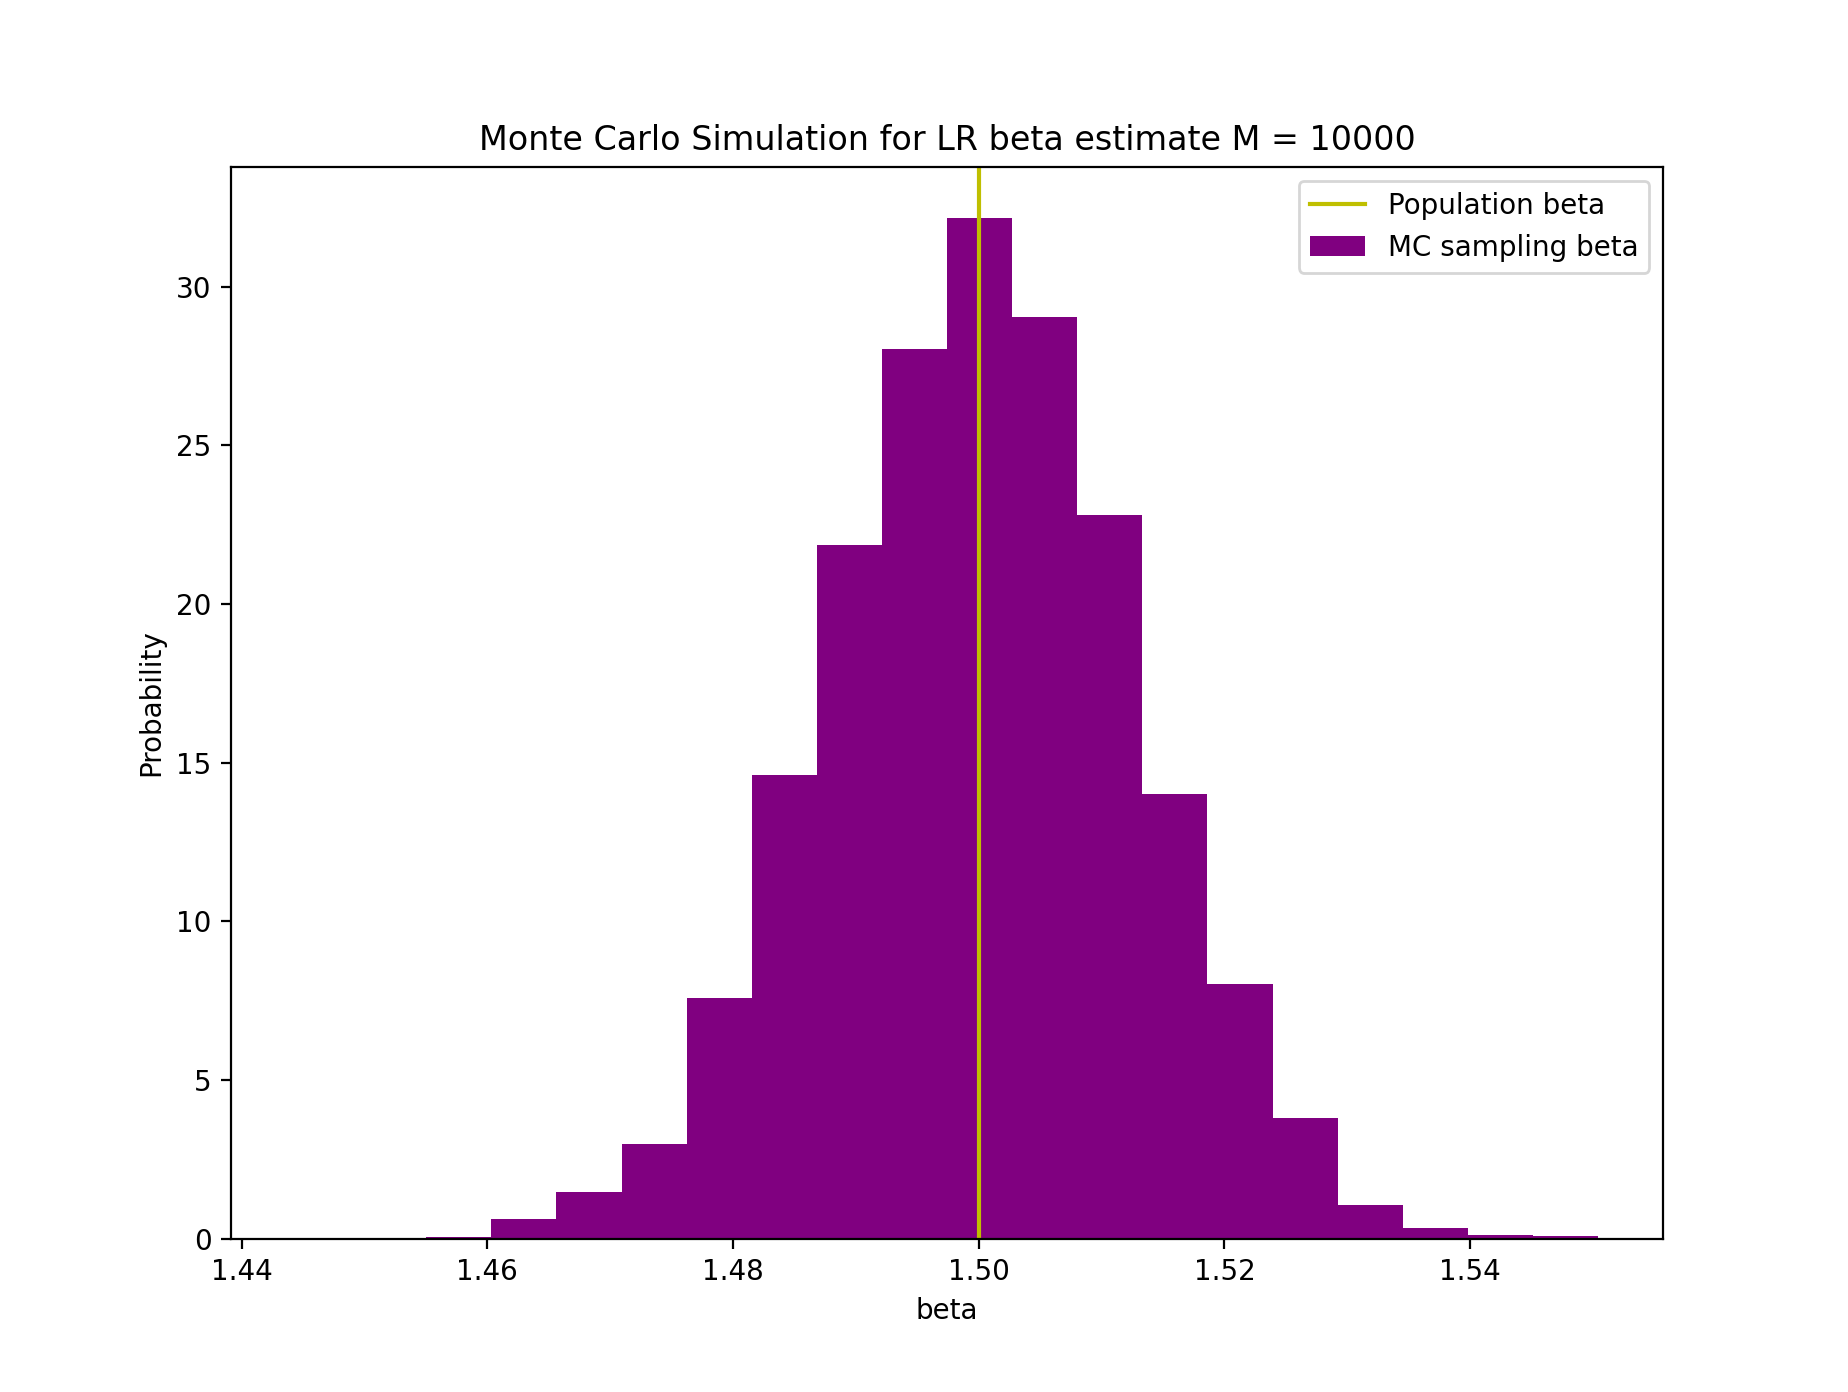 Monte Carlo Simulation for LR beta estimate M = 10000
Population beta
MC sampling beta
Probability
30
25
20
15
10
5
0
1.44 1.46 1.48 1.50 1.52 1.54
beta